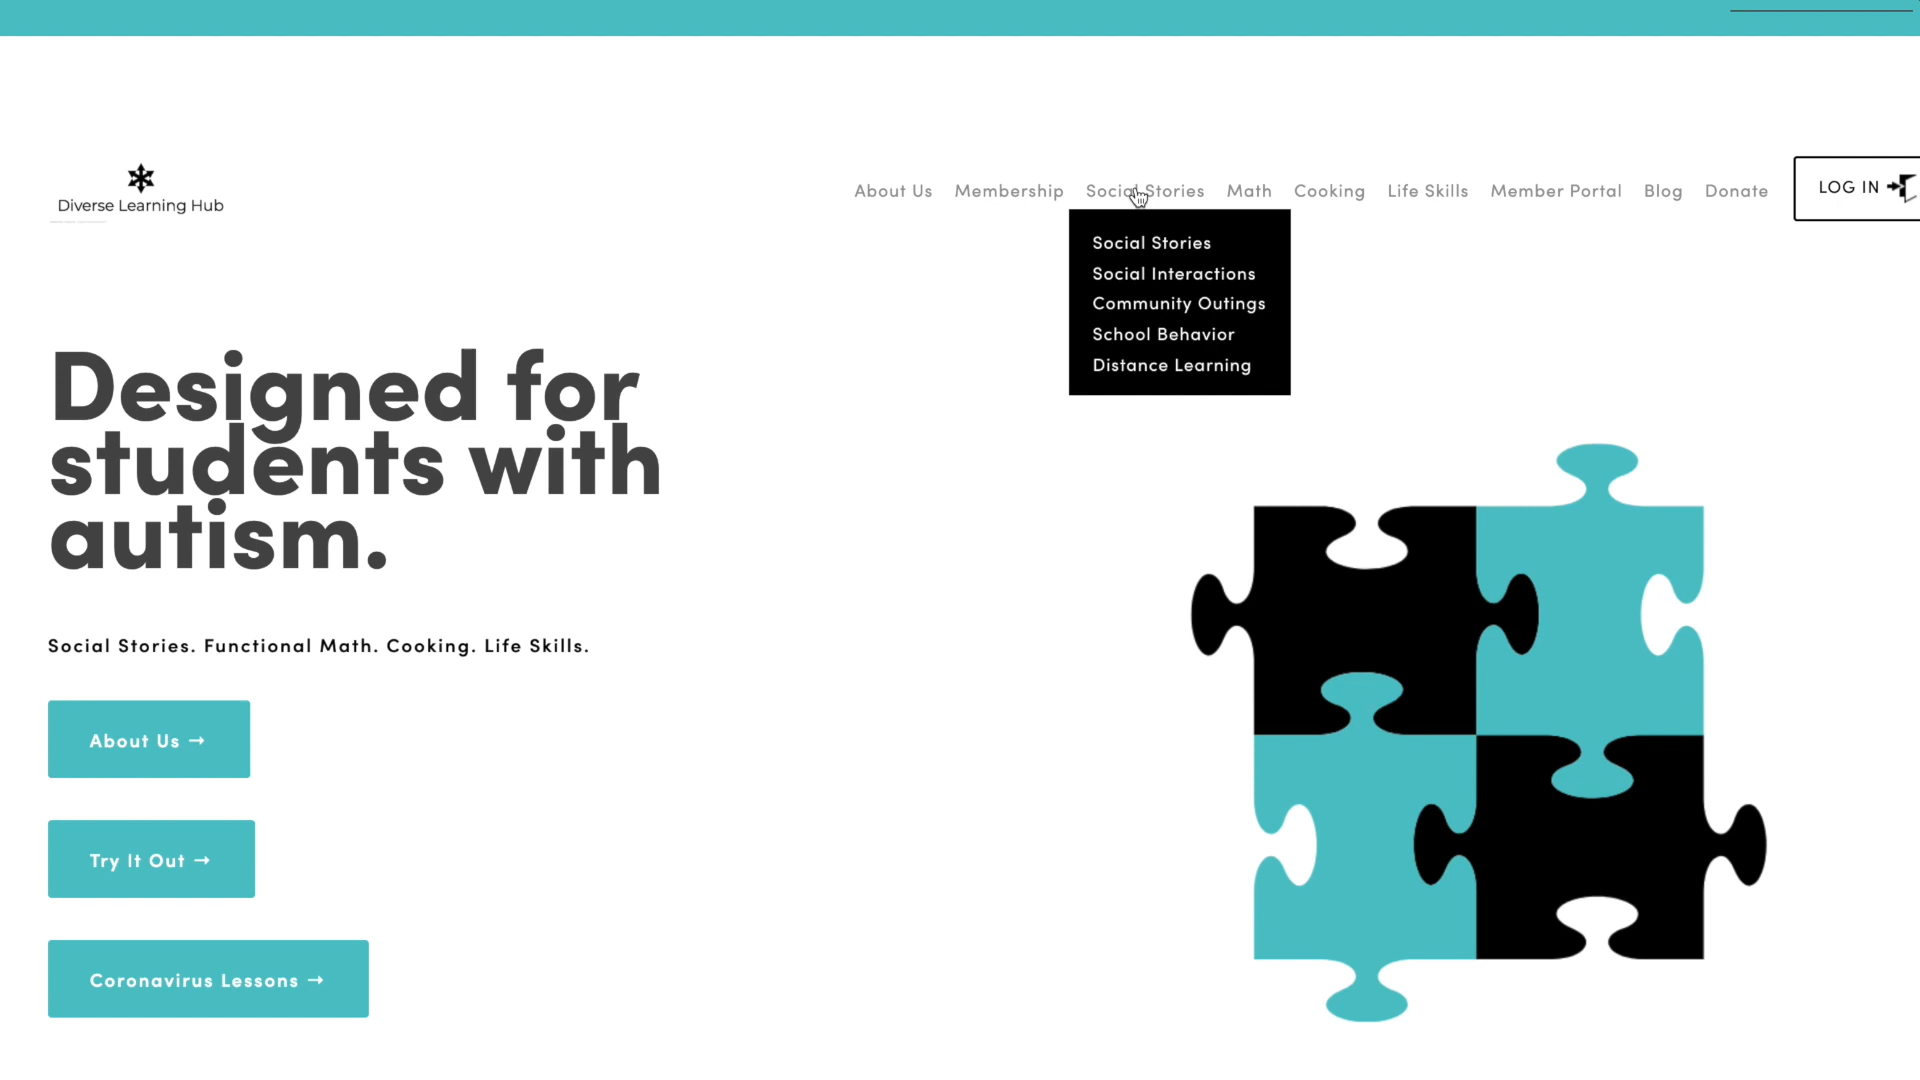 Diverse Learning Hub
About Us Membership Social Stories Math Cooking Life Skills Member Portal Blog Donate LOG IN
Social Stories
Social Interactions
Community Outings
School Behavior
Distance Learning
Designed for
students with
autism.
Social Stories. Functional Math. Cooking. Life Skills.
About Us →
Try It Out →
Coronavirus Lessons →